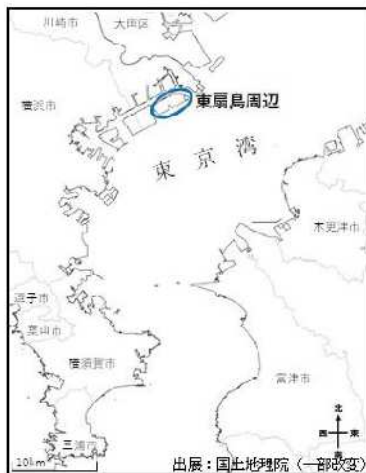 川崎市
大田区
横浜市
東扇島周辺
東京湾
木更津市
逗子市
葉山市
横須賀市
富津市
三浦市
北
西
東
南
10km
出展：国土地理院（一部改変）